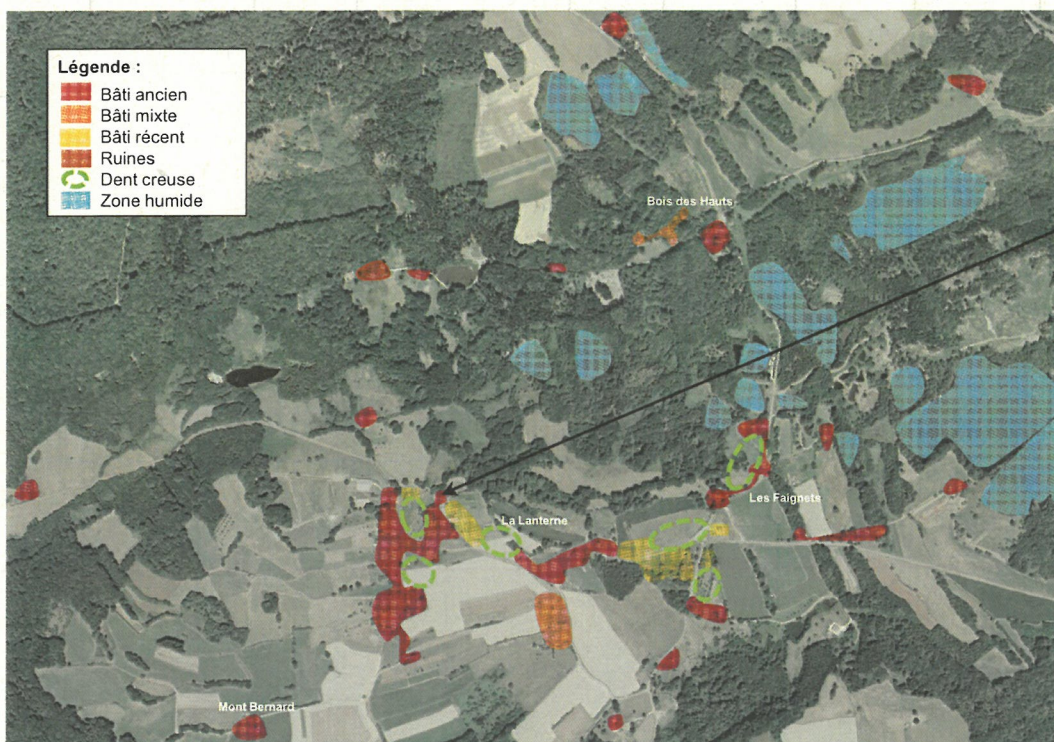 Légende :
Bâti ancien
Bâti mixte
Bâti récent
Ruines
Dent creuse
Zone humide
Bois des Hauts
La Lanterne
Les Faignets
Mont Bernard